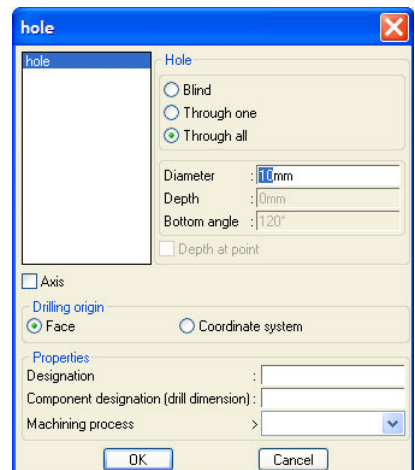 hole
hole
Hole
Blind
Through one
Through all
Diameter : 10mm
Depth : 0mm
Bottom angle : 120°
Depth at point
Axis
Drilling origin
Face Coordinate system
Properties
Designation :
Component designation (drill dimension) :
Machining process >
OK Cancel